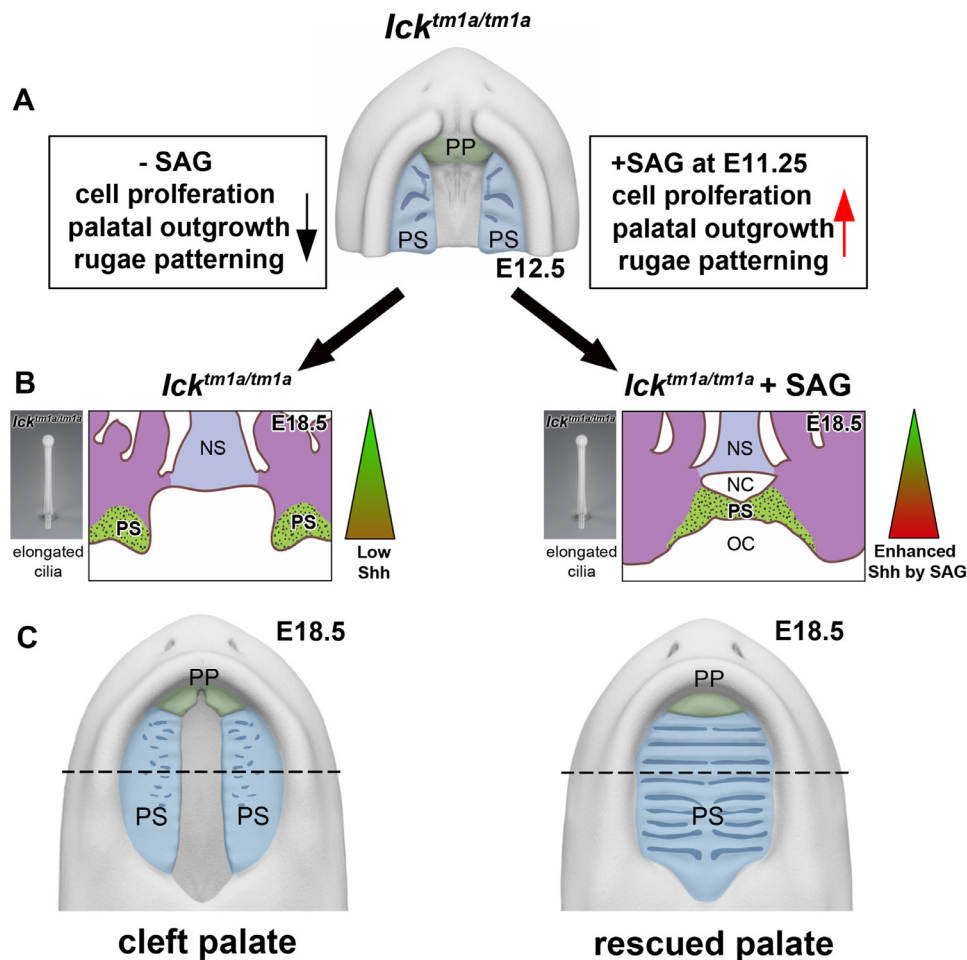 Ick tm1a/tm1a
A
- SAG
cell prolferation
palatal outgrowth
rugae patterning
PP
PS
PS
E12.5
+SAG at E11.25
cell prolferation
palatal outgrowth
rugae patterning
B
Ick tm1a/tm1a
Ick tm1a/tm1a
elongated
cilia
E18.5
NS
PS
PS
Low
Shh
Ick tm1a/tm1a + SAG
Ick tm1a/tm1a
elongated
cilia
E18.5
NS
NC
PS
OC
Enhanced
Shh by SAG
C
E18.5
PP
PS
PS
cleft palate
E18.5
PP
PS
rescued palate